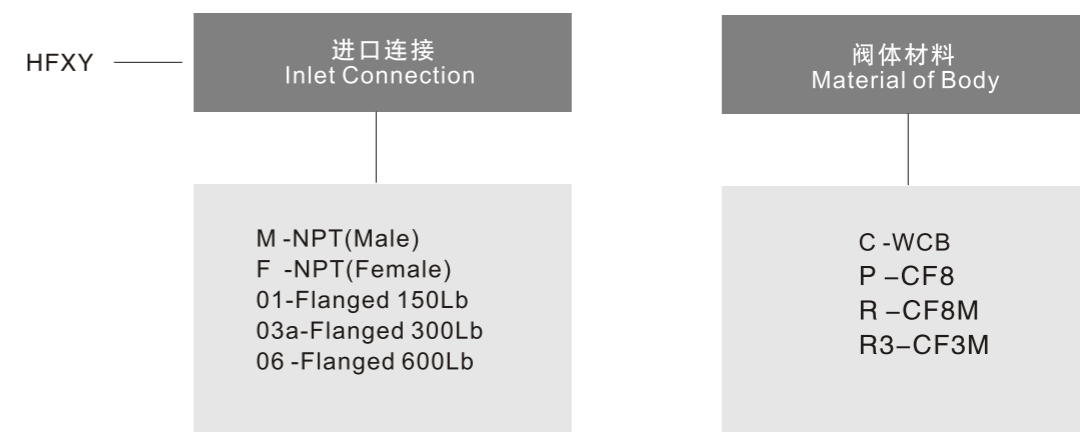 HFXY
进口连接
Inlet Connection
M -NPT(Male)
F -NPT(Female)
01-Flanged 150Lb
03a-Flanged 300Lb
06 -Flanged 600Lb
阀体材料
Material of Body
C -WCB
P –CF8
R –CF8M
R3–CF3M